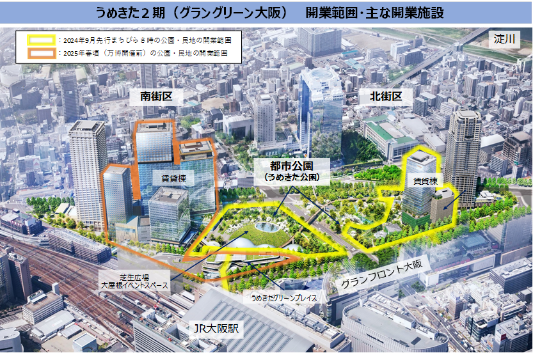 うめきた２期（グラングリーン大阪）　開業範囲・主な開業施設
：2024年9月先行まちびらき時の公園・民地の開業範囲
：2025年春頃（万博開幕前）の公園・民地の開業範囲
淀川
南街区
北街区
都市公園
（うめきた公園）
賃貸棟
賃貸棟
芝生広場
大屋根イベントスペース
うめきたグリーンプレイス
グランフロント大阪
JR大阪駅